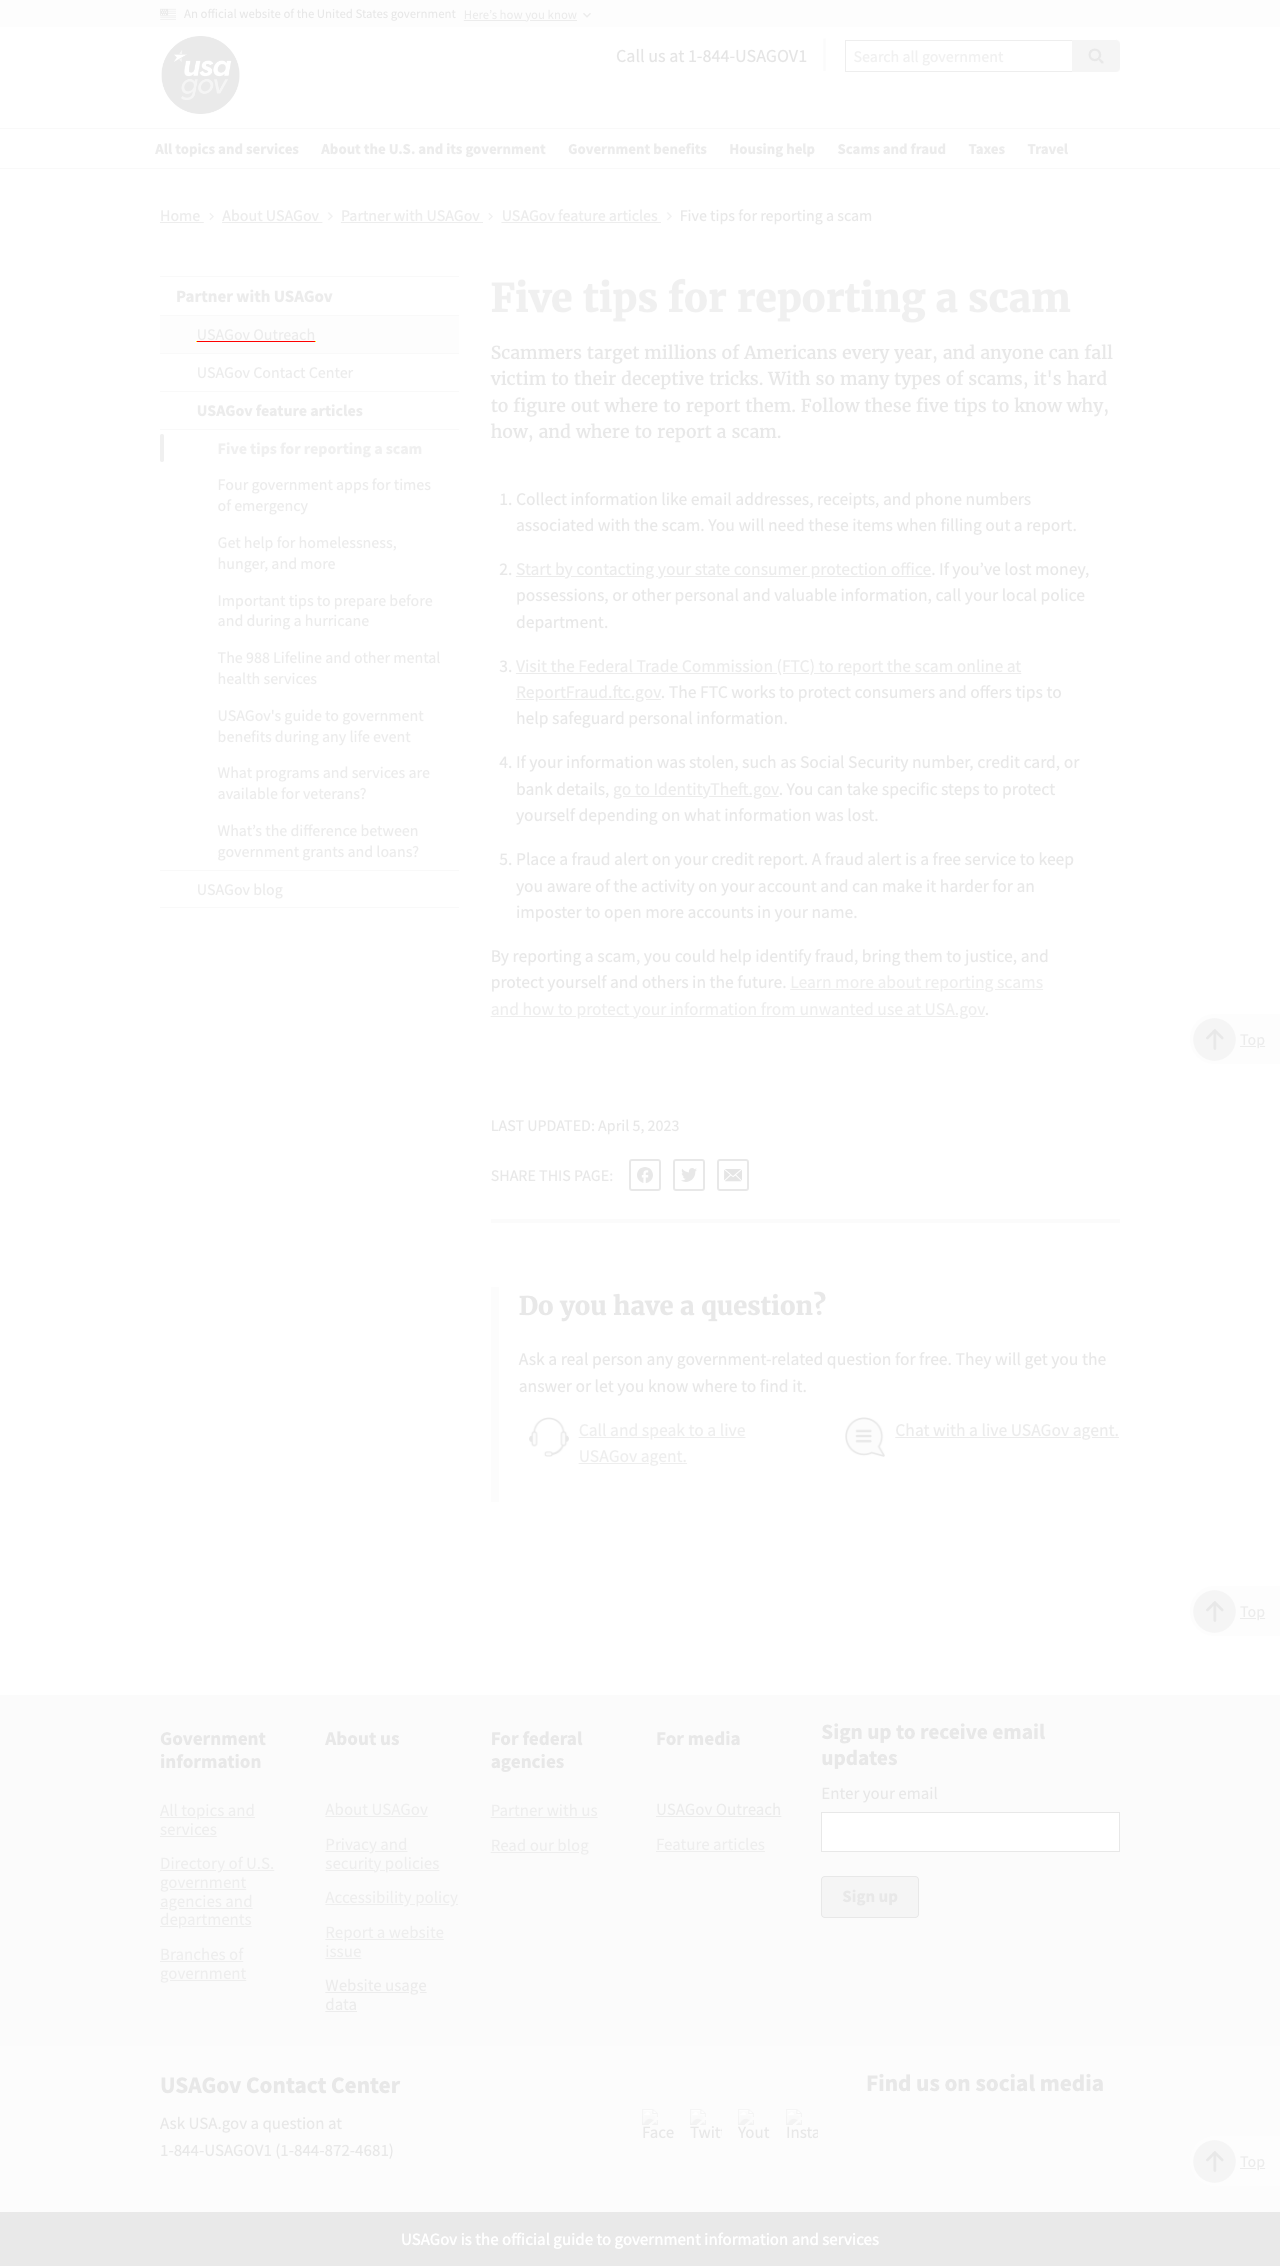 An official website of the United States government Here's how you know
usa
gov
Call us at 1-844-USAGOV1
Search all government
All topics and services About the U.S. and its government Government benefits Housing help Scams and fraud Taxes Travel
Home About USAGov Partner with USAGov USAGov feature articles Five tips for reporting a scam
Partner with USAGov
USAGov Outreach
USAGov Contact Center
USAGov feature articles
Five tips for reporting a scam
Four government apps for times
of emergency
Get help for homelessness,
hunger, and more
Important tips to prepare before
and during a hurricane
The 988 Lifeline and other mental
health services
USAGov's guide to government
benefits during any life event
What programs and services are
available for veterans?
What's the difference between
government grants and loans?
USAGov blog
Five tips for reporting a scam
Scammers target millions of Americans every year, and anyone can fall
victim to their deceptive tricks. With so many types of scams, it's hard
to figure out where to report them. Follow these five tips to know why,
how, and where to report a scam.
1. Collect information like email addresses, receipts, and phone numbers
associated with the scam. You will need these items when filling out a report.
2. Start by contacting your state consumer protection office. If you've lost money,
possessions, or other personal and valuable information, call your local police
department.
3. Visit the Federal Trade Commission (FTC) to report the scam online at
ReportFraud.ftc.gov. The FTC works to protect consumers and offers tips to
help safeguard personal information.
4. If your information was stolen, such as Social Security number, credit card, or
bank details, go to IdentityTheft.gov. You can take specific steps to protect
yourself depending on what information was lost.
5. Place a fraud alert on your credit report. A fraud alert is a free service to keep
you aware of the activity on your account and can make it harder for an
imposter to open more accounts in your name.
By reporting a scam, you could help identify fraud, bring them to justice, and
protect yourself and others in the future. Learn more about reporting scams
and how to protect your information from unwanted use at USA.gov.
Top
LAST UPDATED: April 5, 2023
SHARE THIS PAGE:
Do you have a question?
Ask a real person any government-related question for free. They will get you the
answer or let you know where to find it.
Call and speak to a live
USAGov agent.
Chat with a live USAGov agent.
Top
Government
information
All topics and
services
Directory of U.S.
government
agencies and
departments
Branches of
government
About us
About USAGov
Privacy and
security policies
Accessibility policy
Report a website
issue
Website usage
data
For federal
agencies
Partner with us
Read our blog
For media
USAGov Outreach
Feature articles
Sign up to receive email
updates
Enter your email
Sign up
USAGov Contact Center
Ask USA.gov a question at
1-844-USAGOV1 (1-844-872-4681)
Find us on social media
Face Twit Yout Insta
Top
USAGov is the official guide to government information and services